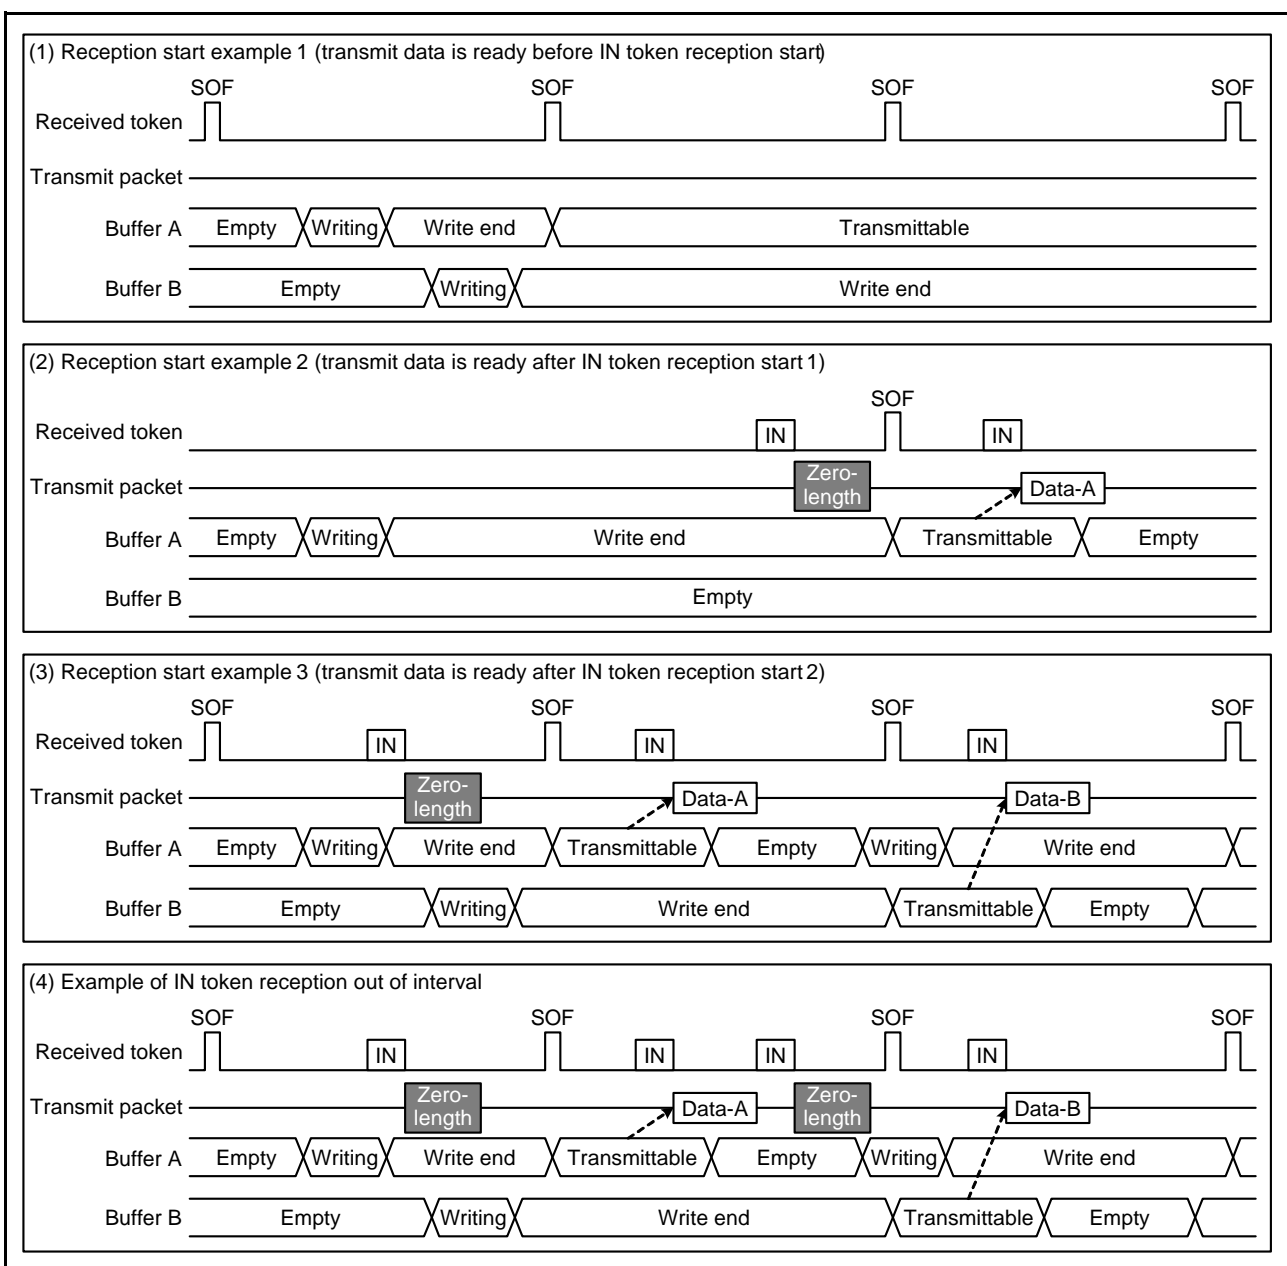 (1) Reception start example 1 (transmit data is ready before IN token reception start)
SOF SOF SOF SOF
Received token
Transmit packet
Buffer A Empty Writing Write end Transmittable
Buffer B Empty Writing Write end
(2) Reception start example 2 (transmit data is ready after IN token reception start 1)
SOF
Received token IN IN
Transmit packet Zero-length Data-A
Buffer A Empty Writing Write end Transmittable Empty
Buffer B Empty
(3) Reception start example 3 (transmit data is ready after IN token reception start 2)
SOF SOF SOF SOF
Received token IN IN IN
Transmit packet Zero-length Data-A Data-B
Buffer A Empty Writing Write end Transmittable Empty Writing Write end
Buffer B Empty Writing Write end Transmittable Empty
(4) Example of IN token reception out of interval
SOF SOF SOF SOF
Received token IN IN IN IN
Transmit packet Zero-length Data-A Zero-length Data-B
Buffer A Empty Writing Write end Transmittable Empty Writing Write end
Buffer B Empty Writing Write end Transmittable Empty